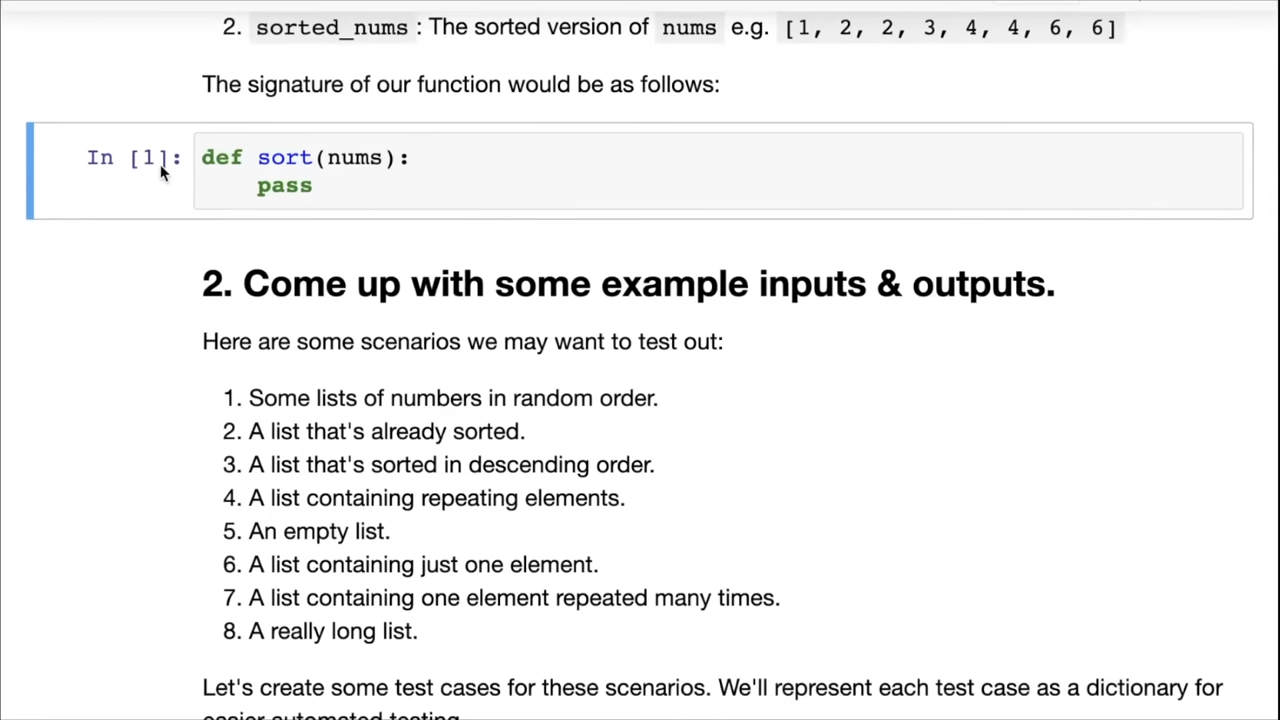 2. sorted_nums : The sorted version of nums e.g. [1, 2, 2, 3, 4, 4, 6, 6]
The signature of our function would be as follows:
In [1]: def sort(nums):
pass
2. Come up with some example inputs & outputs.
Here are some scenarios we may want to test out:
1. Some lists of numbers in random order.
2. A list that's already sorted.
3. A list that's sorted in descending order.
4. A list containing repeating elements.
5. An empty list.
6. A list containing just one element.
7. A list containing one element repeated many times.
8. A really long list.
Let's create some test cases for these scenarios. We'll represent each test case as a dictionary for
easier automated testing.